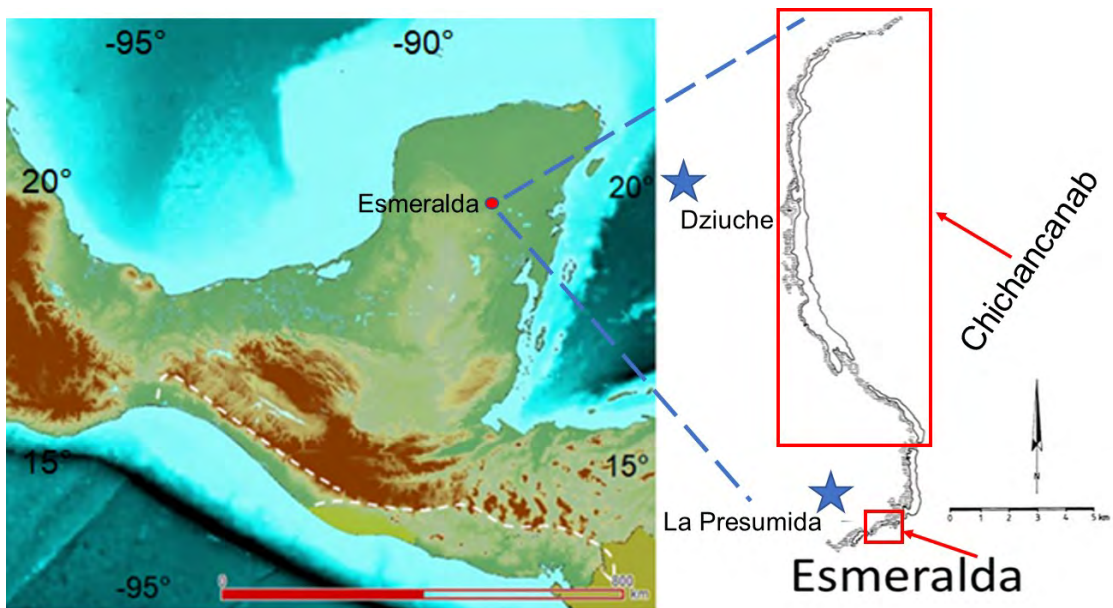 -95°
-90°
20°
20°
Esmeralda
Dziuche
Chichancanab
15°
15°
La Presumida
N
0 1 2 3 4 5 km
-95°
0
800
km
Esmeralda